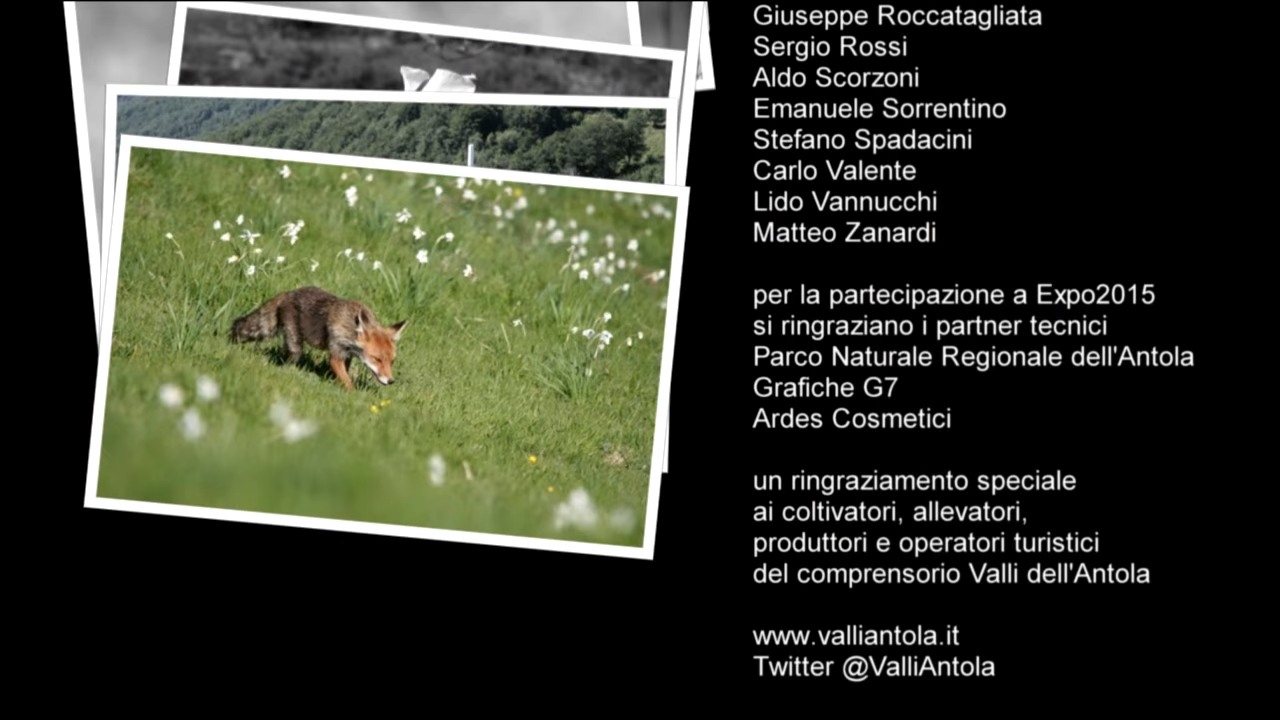 Giuseppe Roccatagliata
Sergio Rossi
Aldo Scorzoni
Emanuele Sorrentino
Stefano Spadacini
Carlo Valente
Lido Vannucchi
Matteo Zanardi
per la partecipazione a Expo2015
si ringraziano i partner tecnici
Parco Naturale Regionale dell'Antola
Grafiche G7
Ardes Cosmetici
un ringraziamento speciale
ai coltivatori, allevatori,
produttori e operatori turistici
del comprensorio Valli dell'Antola
www.valliantola.it
Twitter @ValliAntola